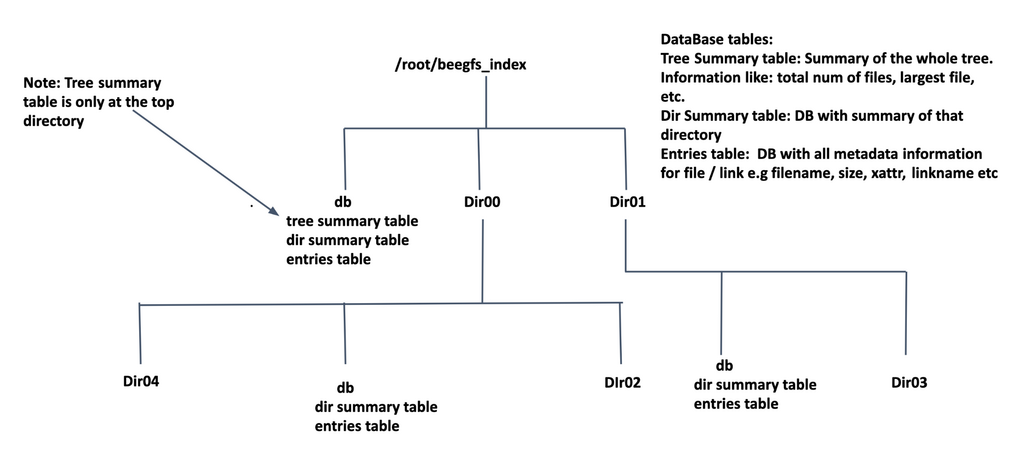 DataBase tables:
Tree Summary table: Summary of the whole tree.
Information like: total num of files, largest file,
etc.
Dir Summary table: DB with summary of that
directory
Entries table:  DB with all metadata information
for file / link e.g filename, size, xattr, linkname etc
/root/beegfs_index
Note: Tree summary
table is only at the top
directory
db
tree summary table
dir summary table
entries table
Dir00
Dir01
Dir04
db
dir summary table
entries table
DIr02
db
dir summary table
entries table
Dir03